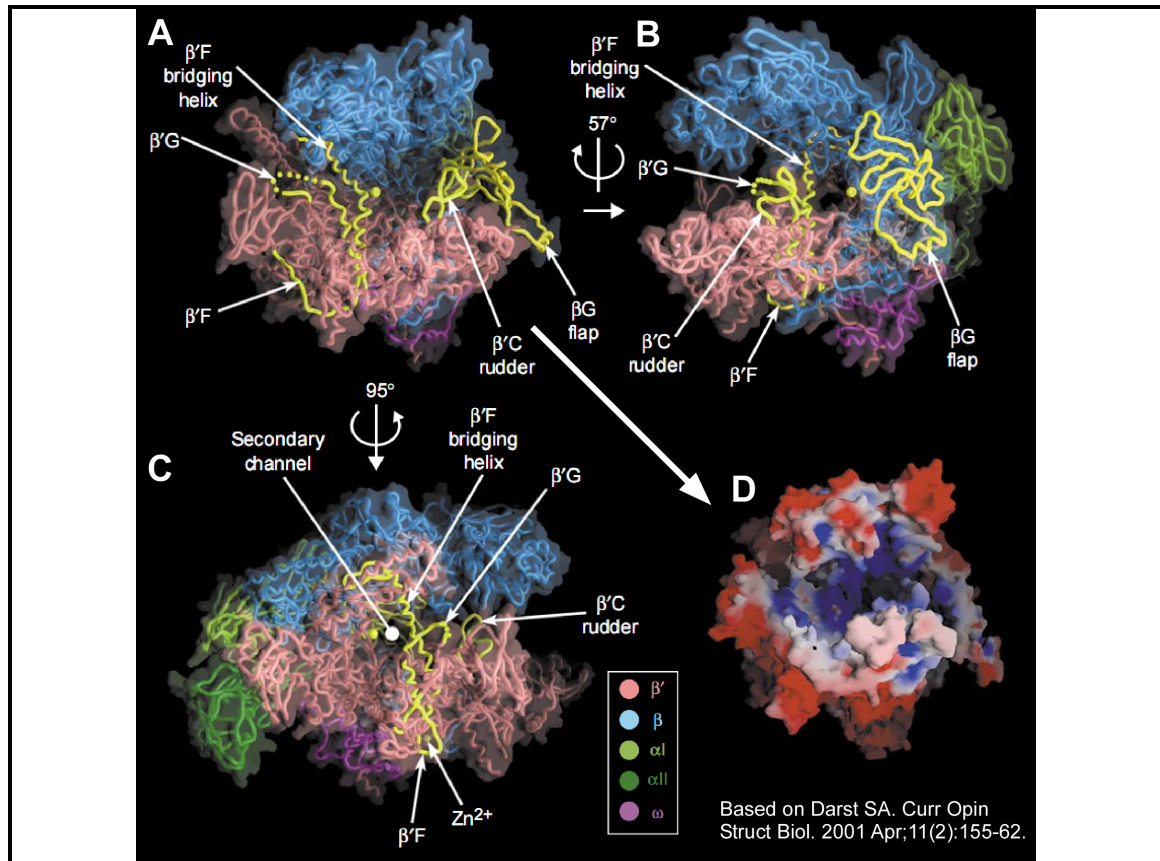 A
β′F
bridging
helix
β′G
β′F
β′C
rudder
βG
flap
57°
B
β′F
bridging
helix
β′G
β′C
rudder
β′F
βG
flap
95°
C
Secondary
channel
β′F
bridging
helix
β′G
β′C
rudder
β′F
Zn2+
β′
β
αI
αII
ω
D
Based on Darst SA. Curr Opin
Struct Biol. 2001 Apr;11(2):155-62.